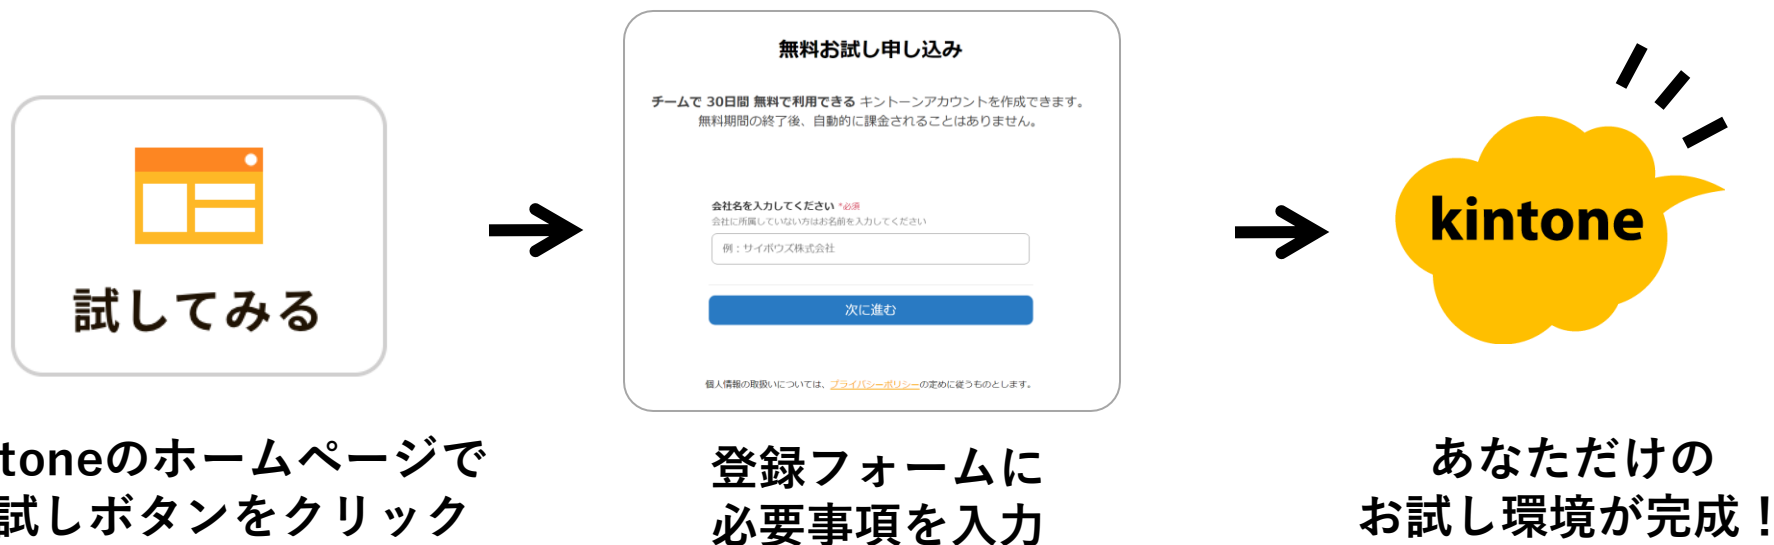 試してみる
toneのホームページで
試しボタンをクリック
無料お試し申し込み
チームで 30日間 無料で利用できる キントーンアカウントを作成できます。
無料期間の終了後、自動的に課金されることはありません。
会社名を入力してください *必須
会社に所属していない方はお名前を入力してください
例：サイボウズ株式会社
次に進む
個人情報の取扱いについては、プライバシーポリシーの定めに従うものとします。
登録フォームに
必要事項を入力
kintone
あなただけの
お試し環境が完成！